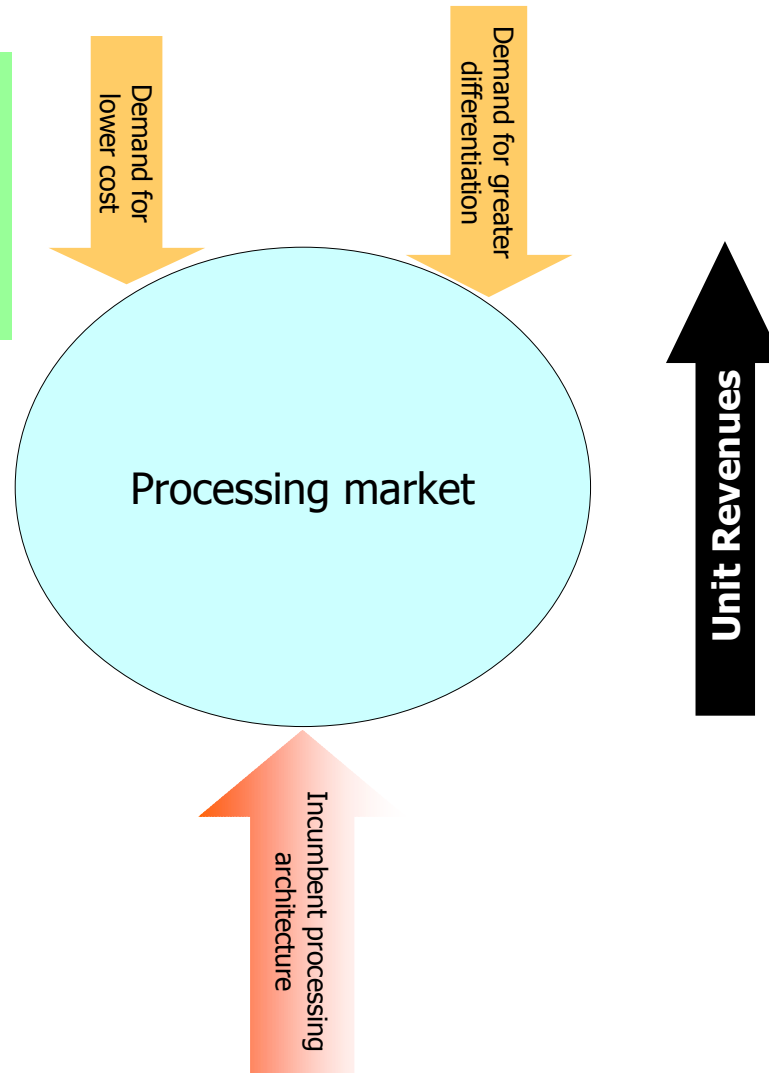 Demand for
lower cost
Demand for greater
differentiation
Processing market
Unit Revenues
Incumbent processing
architecture